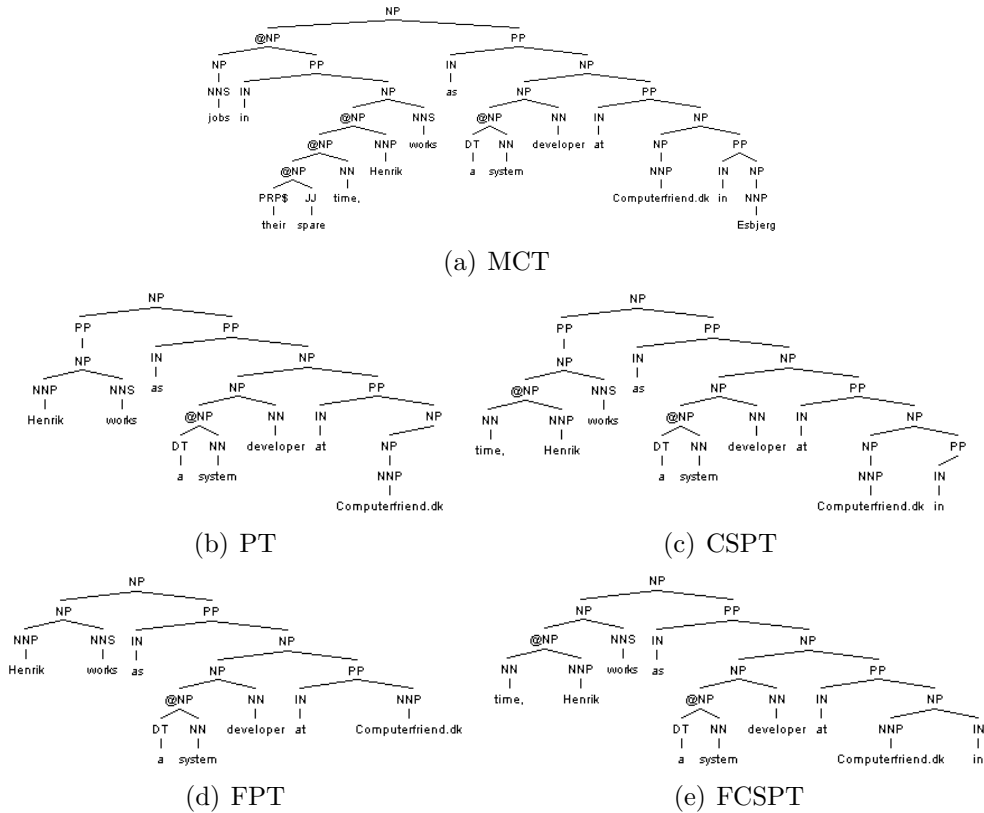 NP
@NP PP
NP PP IN NP
NNS IN NP as NP PP
jobs in @NP NNS @NP NN IN NP
@NP NNP works DT NN developer at NP PP
@NP NN Henrik a system NNP IN NP
PRP$ JJ time, Computerfriend.dk in NNP
their spare Esbjerg
(a) MCT
NP
PP PP
NP IN NP
NNP NNS as NP PP
Henrik works @NP NN IN NP
DT NN developer at NP
a system NNP
Computerfriend.dk
(b) PT
NP
PP PP
NP IN NP
@NP NNS as NP PP
NN NNP works @NP NN IN NP
time, Henrik DT NN developer at NP PP
a system NNP IN
Computerfriend.dk in
(c) CSPT
NP
NP PP
NNP NNS IN NP
Henrik works as NP PP
@NP NN IN NNP
DT NN developer at Computerfriend.dk
a system
(d) FPT
NP
NP PP
@NP NNS IN NP
NN NNP works as NP PP
time, Henrik @NP NN IN NP
DT NN developer at NNP IN
a system Computerfriend.dk in
(e) FCSPT